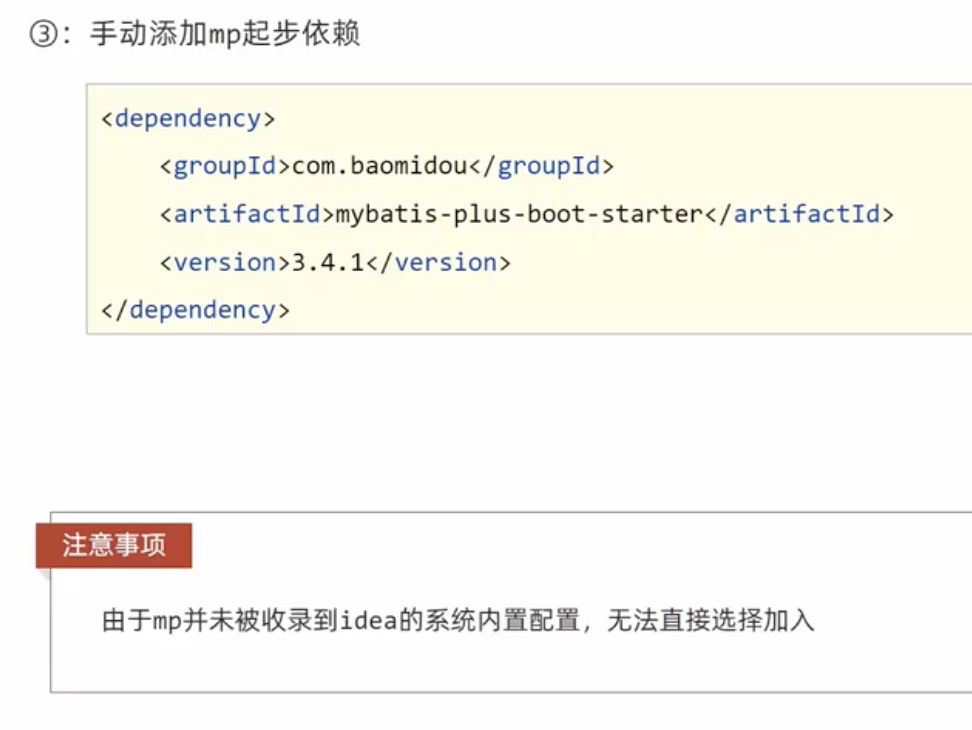 ③：手动添加mp起步依赖
<dependency>
    <groupId>com.baomidou</groupId>
    <artifactId>mybatis-plus-boot-starter</artifactId>
    <version>3.4.1</version>
</dependency>
注意事项
由于mp并未被收录到idea的系统内置配置，无法直接选择加入